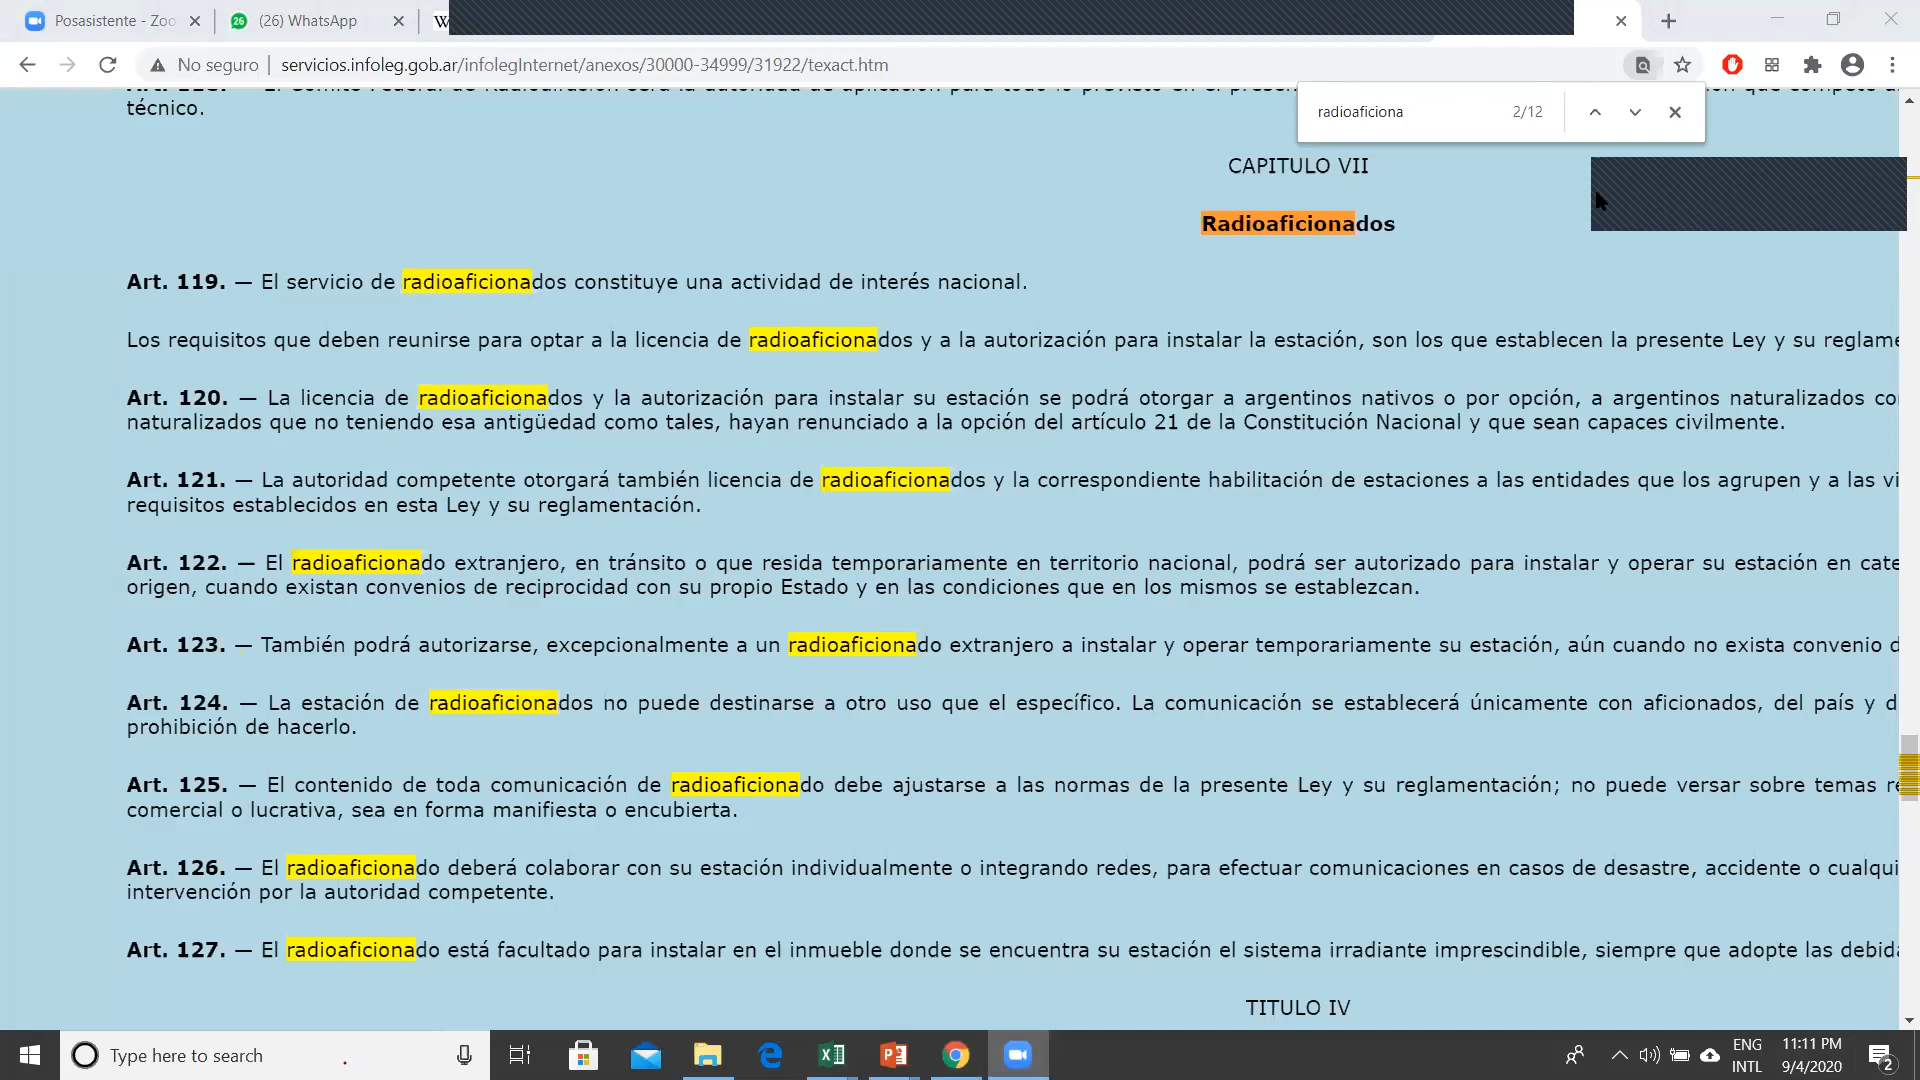 Posasistente - Zoo
(26) WhatsApp
W
No seguro
servicios.infoleg.gob.ar/infolegInternet/anexos/30000-34999/31922/texact.htm
radioaficiona
2/12
técnico.
CAPITULO VII
Radioaficionados
Art. 119. — El servicio de radioaficionados constituye una actividad de interés nacional.
Los requisitos que deben reunirse para optar a la licencia de radioaficionados y a la autorización para instalar la estación, son los que establecen la presente Ley y su reglame
Art. 120. — La licencia de radioaficionados y la autorización para instalar su estación se podrá otorgar a argentinos nativos o por opción, a argentinos naturalizados co
naturalizados que no teniendo esa antigüedad como tales, hayan renunciado a la opción del artículo 21 de la Constitución Nacional y que sean capaces civilmente.
Art. 121. — La autoridad competente otorgará también licencia de radioaficionados y la correspondiente habilitación de estaciones a las entidades que los agrupen y a las vi
requisitos establecidos en esta Ley y su reglamentación.
Art. 122. — El radioaficionado extranjero, en tránsito o que resida temporariamente en territorio nacional, podrá ser autorizado para instalar y operar su estación en cate
origen, cuando existan convenios de reciprocidad con su propio Estado y en las condiciones que en los mismos se establezcan.
Art. 123. — También podrá autorizarse, excepcionalmente a un radioaficionado extranjero a instalar y operar temporariamente su estación, aún cuando no exista convenio d
Art. 124. — La estación de radioaficionados no puede destinarse a otro uso que el específico. La comunicación se establecerá únicamente con aficionados, del país y d
prohibición de hacerlo.
Art. 125. — El contenido de toda comunicación de radioaficionado debe ajustarse a las normas de la presente Ley y su reglamentación; no puede versar sobre temas re
comercial o lucrativa, sea en forma manifiesta o encubierta.
Art. 126. — El radioaficionado deberá colaborar con su estación individualmente o integrando redes, para efectuar comunicaciones en casos de desastre, accidente o cualqui
intervención por la autoridad competente.
Art. 127. — El radioaficionado está facultado para instalar en el inmueble donde se encuentra su estación el sistema irradiante imprescindible, siempre que adopte las debida
TITULO IV
Type here to search
ENG
INTL
11:11 PM
9/4/2020
2